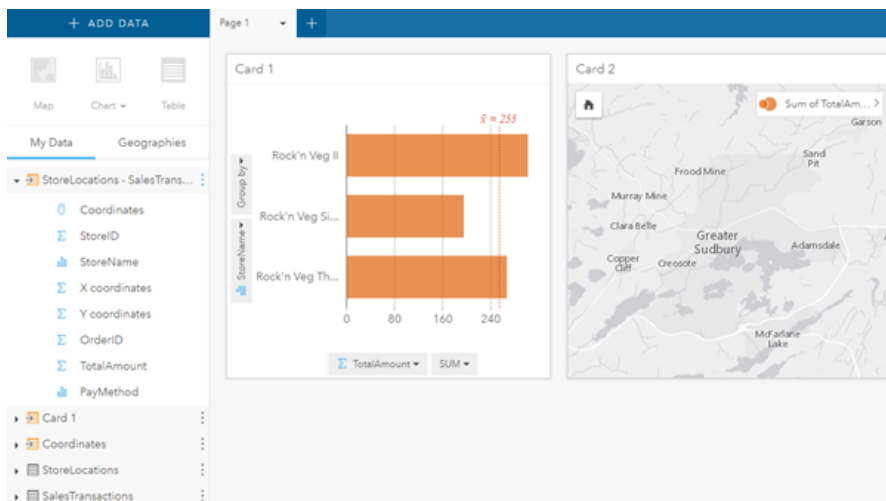 + ADD DATA
Page 1
+
Map
Chart
Table
My Data
Geographies
StoreLocations - SalesTrans...
Coordinates
StoreID
StoreName
X coordinates
Y coordinates
OrderID
TotalAmount
PayMethod
Card 1
Coordinates
StoreLocations
SalesTransactions
Card 1
x̄ = 255
Group by
StoreName
Rock'n Veg II
Rock'n Veg Si...
Rock'n Veg Th...
0 80 160 240
Σ TotalAmount SUM
Card 2
Sum of TotalAm... >
Garson
Sand
Pit
Frood Mine
Murray Mine
Clara Belle
Greater
Sudbury
Adamsdale
Copper
Cliff
Creosote
McFarlane
Lake